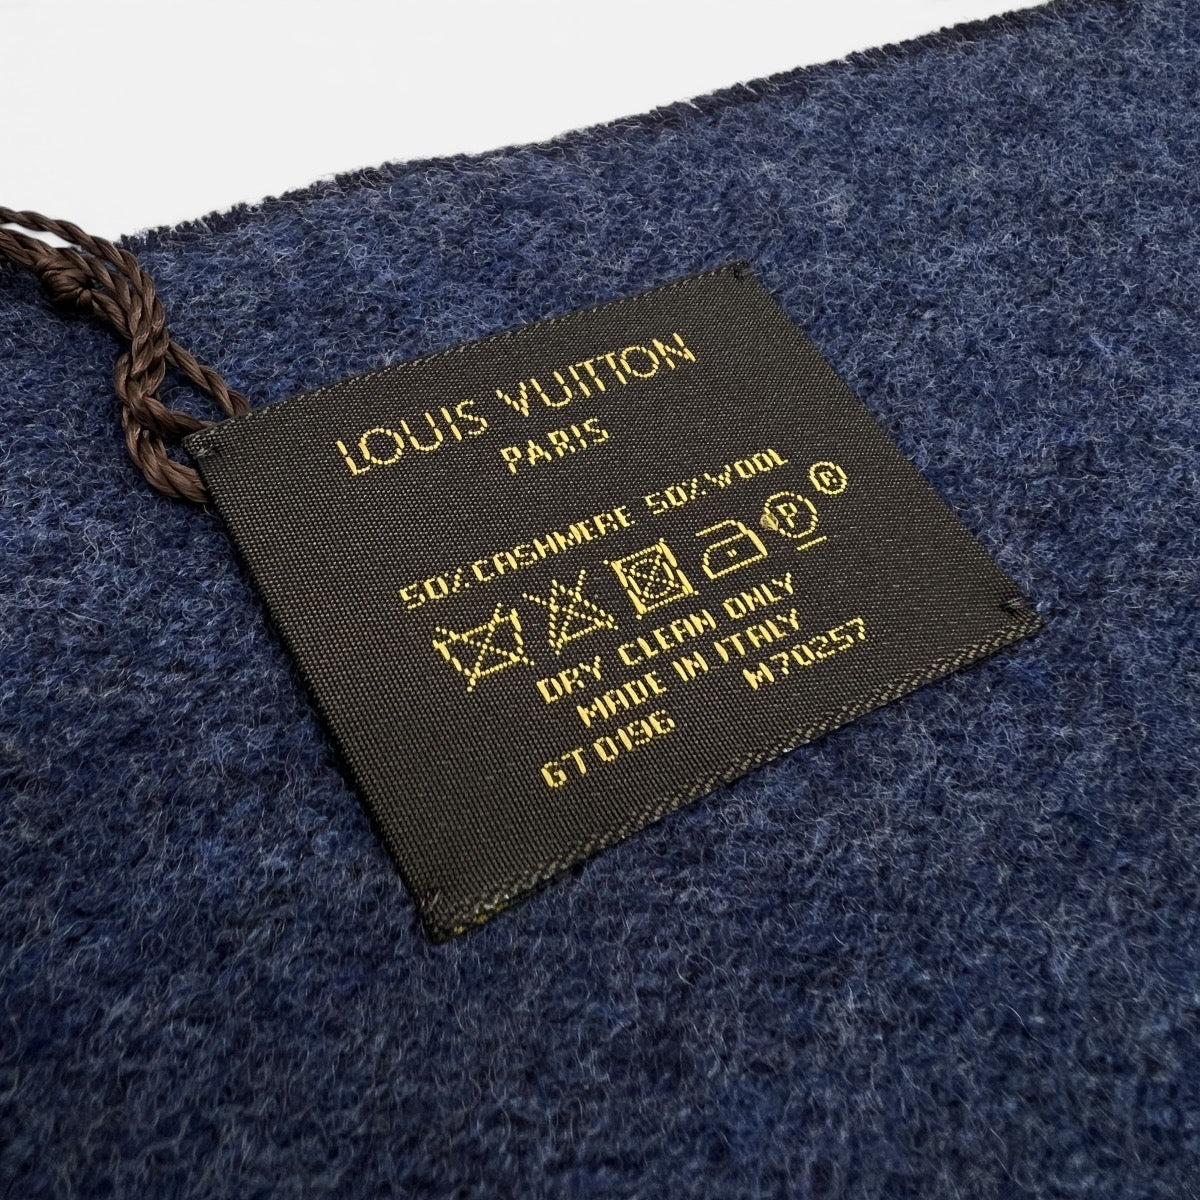 LOUIS VUITTON
PARIS
50%CASHMERE 50%WOOL
P ®
DRY CLEAN ONLY
MADE IN ITALY
GT0196 M70257